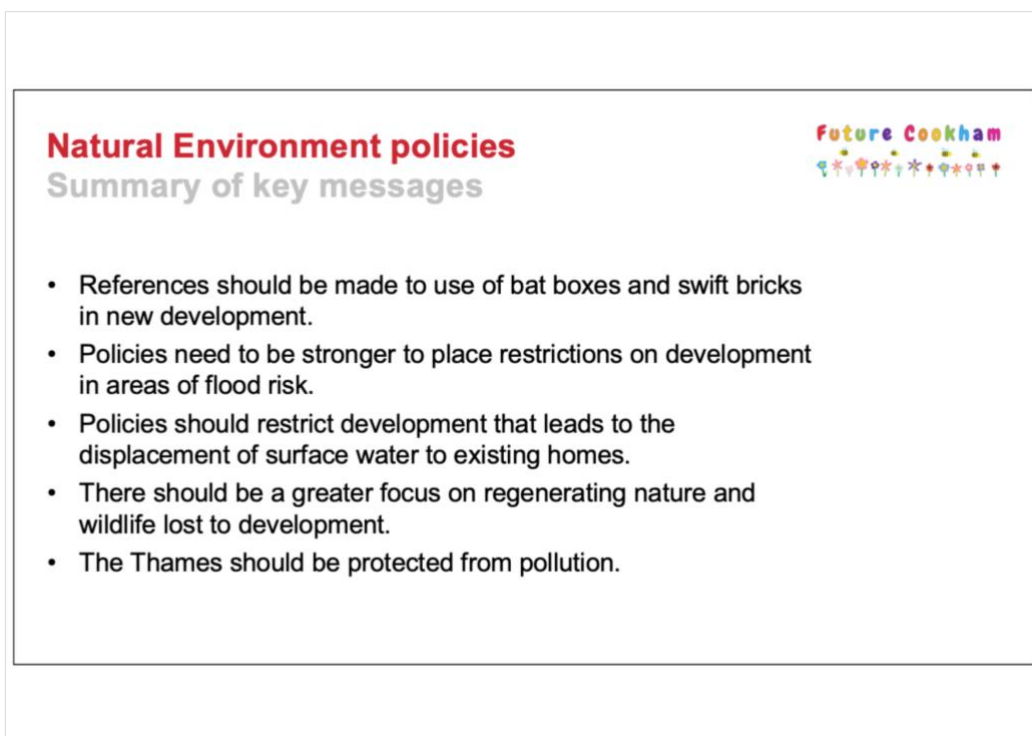 Natural Environment policies
Summary of key messages
Future Cookham
• References should be made to use of bat boxes and swift bricks
in new development.
• Policies need to be stronger to place restrictions on development
in areas of flood risk.
• Policies should restrict development that leads to the
displacement of surface water to existing homes.
• There should be a greater focus on regenerating nature and
wildlife lost to development.
• The Thames should be protected from pollution.